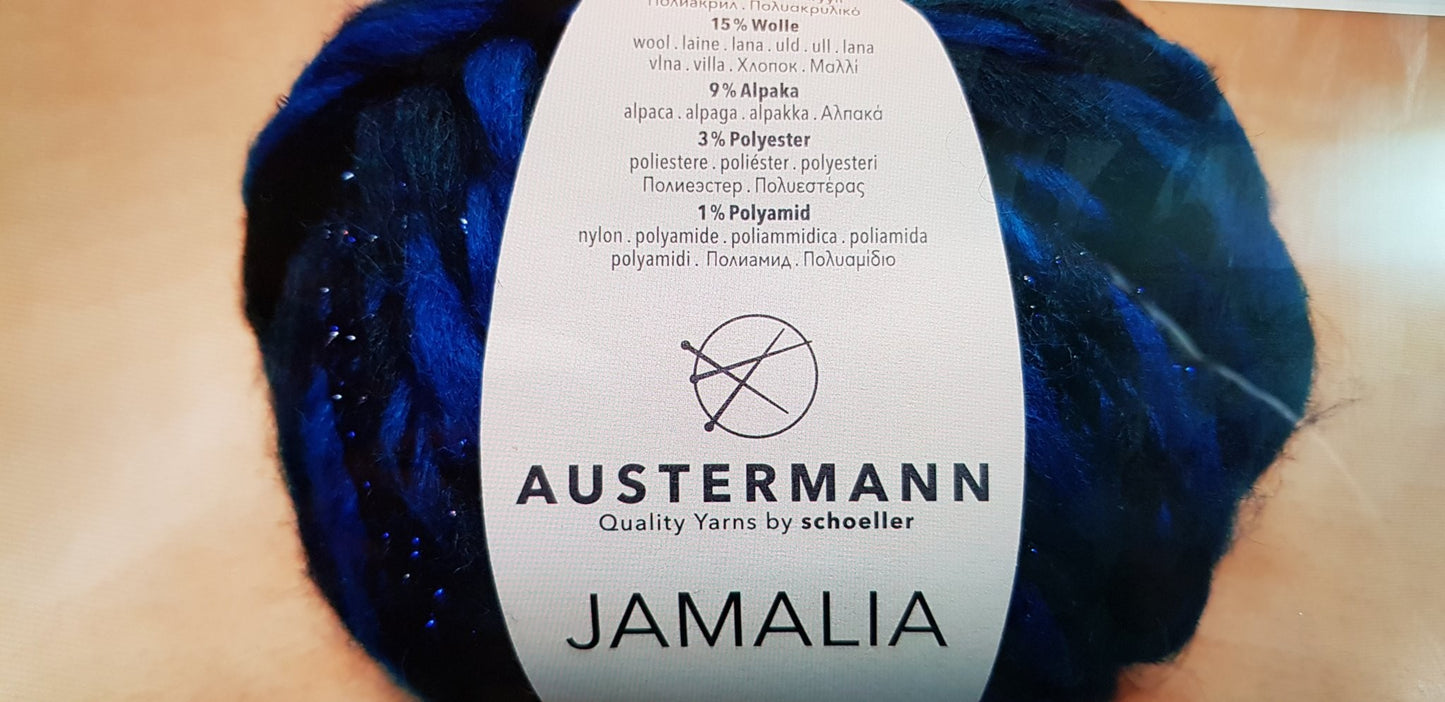 Полиакрил . Πολυακρυλικό
15% Wolle
wool . laine . lana . uld . ull . lana
vlna . villa . Хлопок . Μαλλί
9% Alpaka
alpaca . alpaga . alpakka . Αλπακά
3% Polyester
poliestere . poliéster . polyesteri
Полиэстер . Πολυεστέρας
1% Polyamid
nylon . polyamide . poliammidica . poliamida
polyamidi . Полиамид . Πολυαμίδιο
AUSTERMANN
Quality Yarns by schoeller
JAMALIA